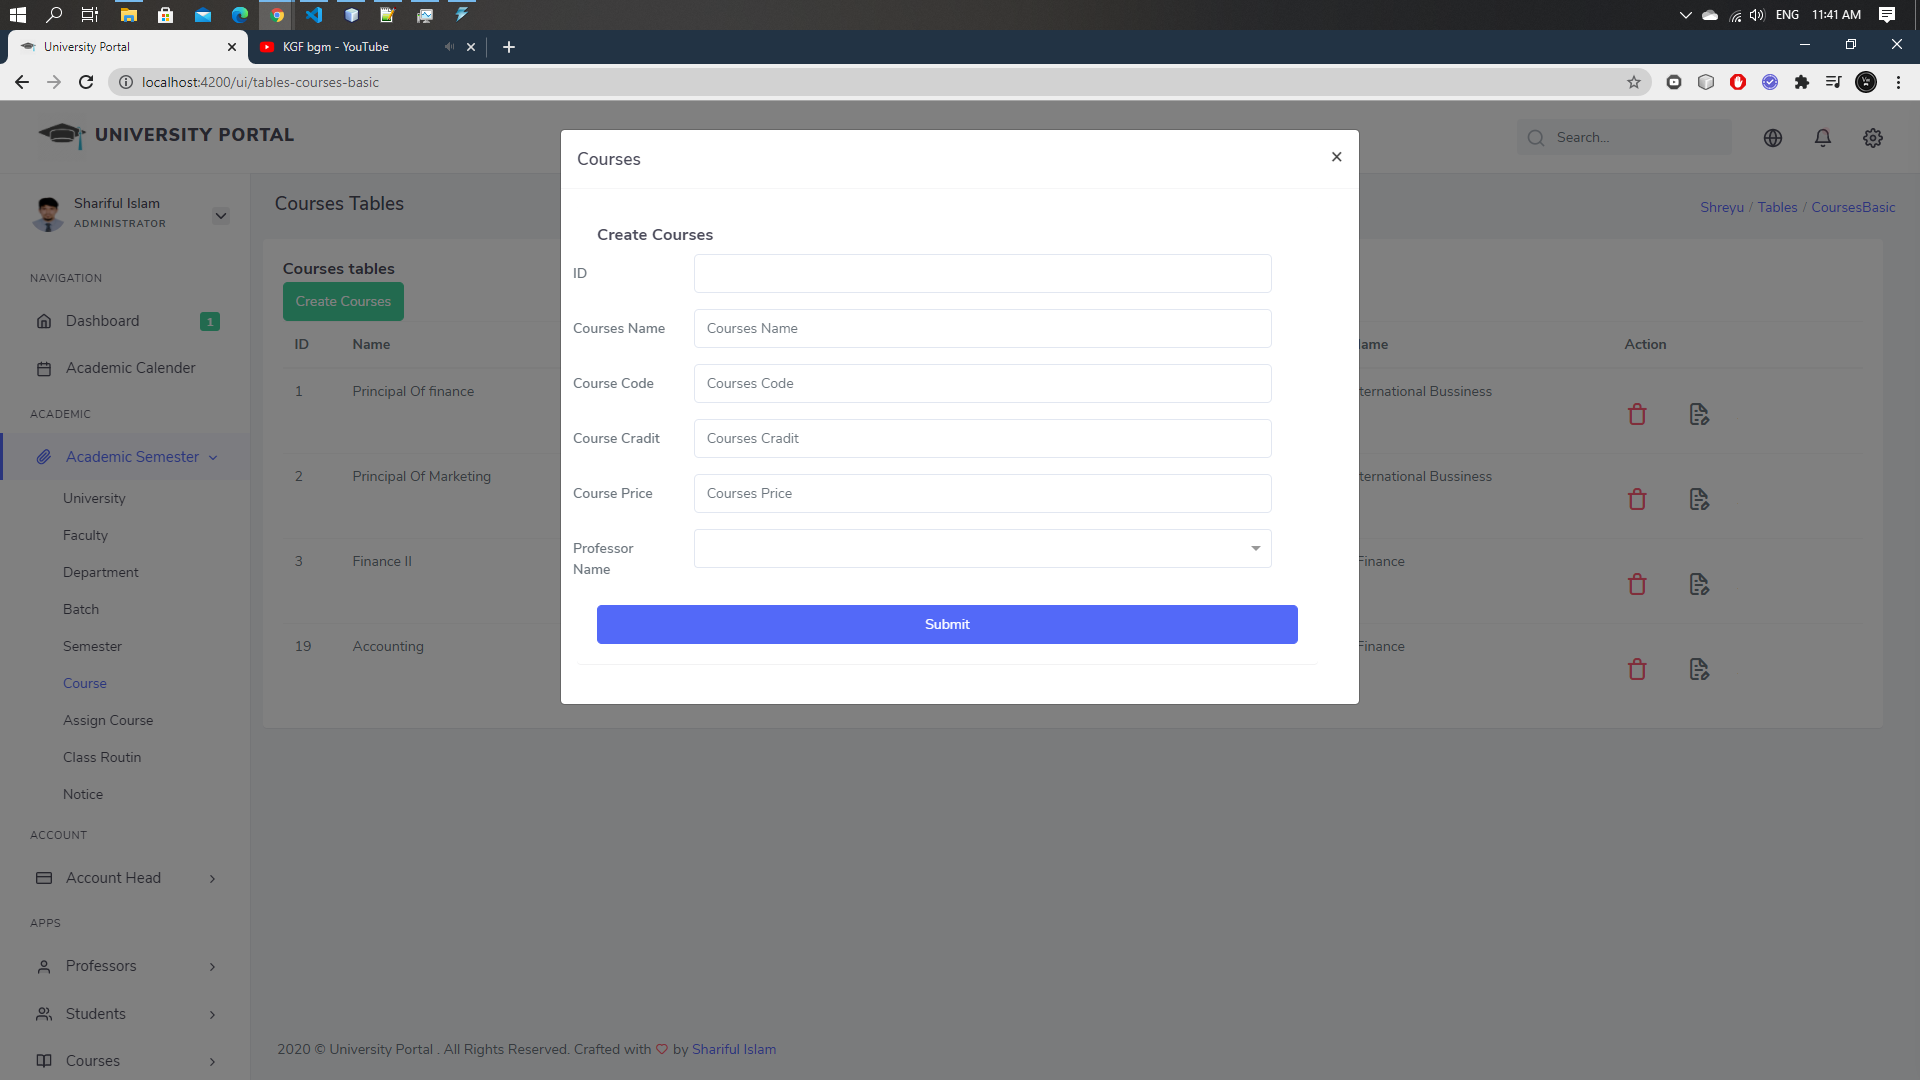 ENG 11:41 AM
University Portal
KGF bgm - YouTube
localhost:4200/ui/tables-courses-basic
UNIVERSITY PORTAL
Search...
Shariful Islam
ADMINISTRATOR
NAVIGATION
Dashboard 1
Academic Calender
ACADEMIC
Academic Semester
University
Faculty
Department
Batch
Semester
Course
Assign Course
Class Routin
Notice
ACCOUNT
Account Head
APPS
Professors
Students
Courses
Courses Tables
Shreyu / Tables / CoursesBasic
Courses tables
Create Courses
ID Name ame Action
1 Principal Of finance ternational Bussiness
2 Principal Of Marketing ternational Bussiness
3 Finance II Finance
19 Accounting Finance
Courses
Create Courses
ID
Courses Name Courses Name
Course Code Courses Code
Course Cradit Courses Cradit
Course Price Courses Price
Professor
Name
Submit
2020 © University Portal . All Rights Reserved. Crafted with by Shariful Islam